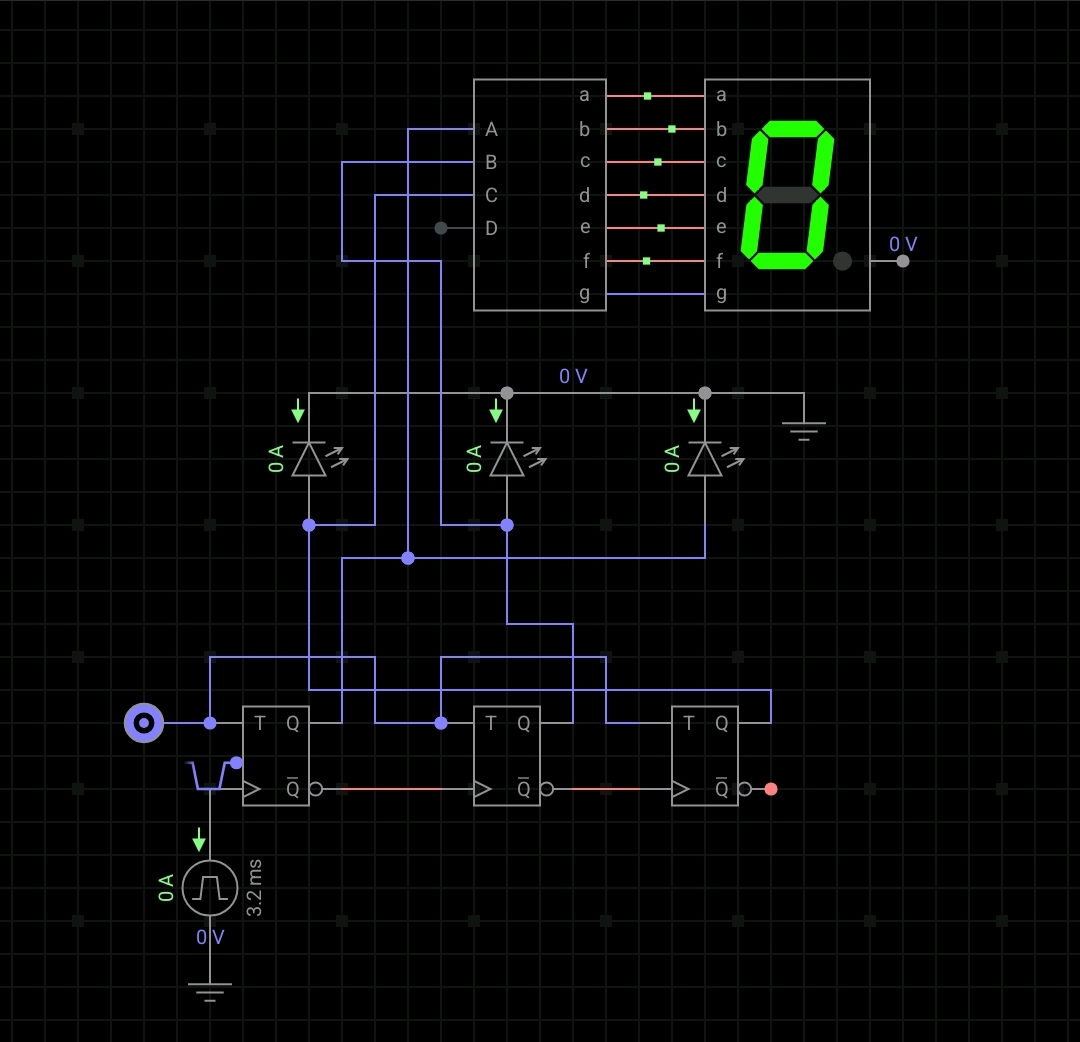 a a
A b b
B c c
C d d
D e e
f f 0 V
g g
0 V
0 A 0 A 0 A
T Q T Q T Q
Q̅ Q̅ Q̅
0 A 3.2 ms
0 V